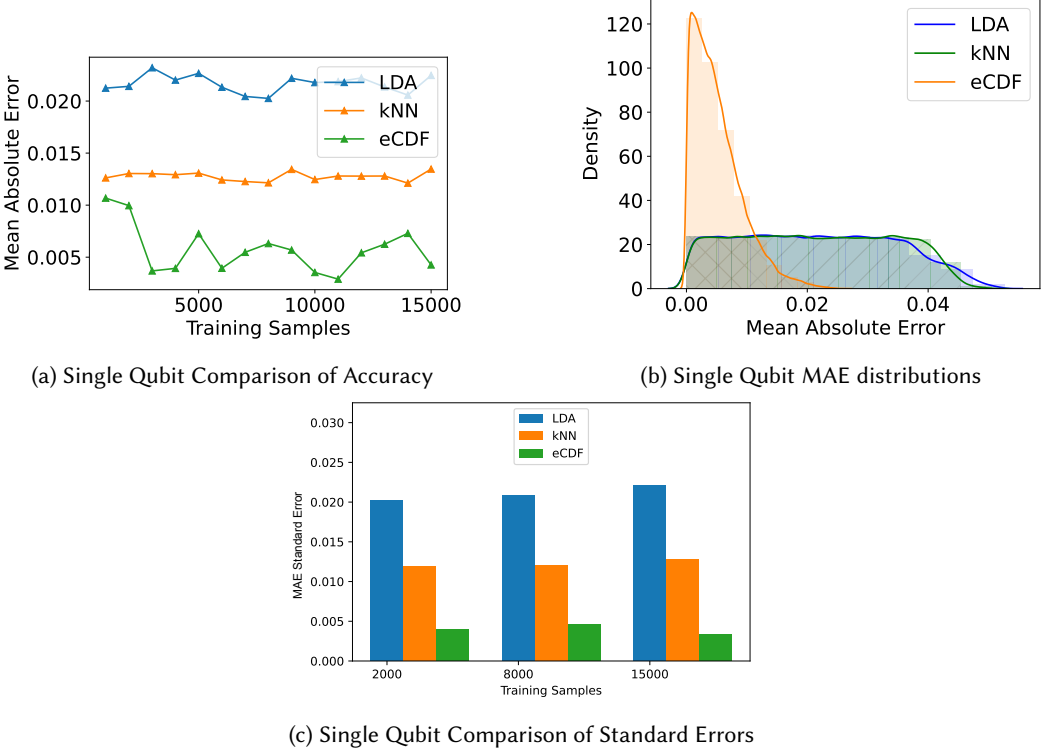 Mean Absolute Error
0.020
0.015
0.010
0.005
LDA
kNN
eCDF
5000 10000 15000
Training Samples
(a) Single Qubit Comparison of Accuracy
Density
120
100
80
60
40
20
0
LDA
kNN
eCDF
0.00 0.02 0.04
Mean Absolute Error
(b) Single Qubit MAE distributions
MAE Standard Error
0.030
0.025
0.020
0.015
0.010
0.005
0.000
LDA
kNN
eCDF
2000 8000 15000
Training Samples
(c) Single Qubit Comparison of Standard Errors